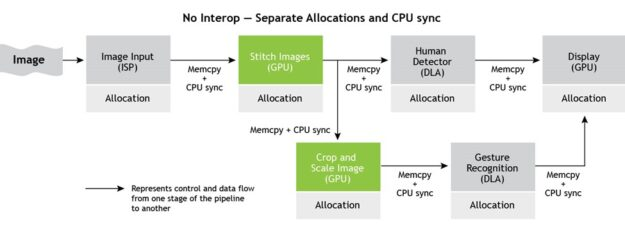 No Interop — Separate Allocations and CPU sync
Image
Image Input
(ISP)
Allocation
Memcpy
+
CPU sync
Stitch Images
(GPU)
Allocation
Memcpy
+
CPU sync
Human
Detector
(DLA)
Allocation
Memcpy
+
CPU sync
Display
(GPU)
Allocation
Memcpy + CPU sync
Crop and
Scale Image
(GPU)
Allocation
Memcpy
+
CPU sync
Gesture
Recognition
(DLA)
Allocation
Memcpy
+
CPU sync
Represents control and data flow
from one stage of the pipeline
to another